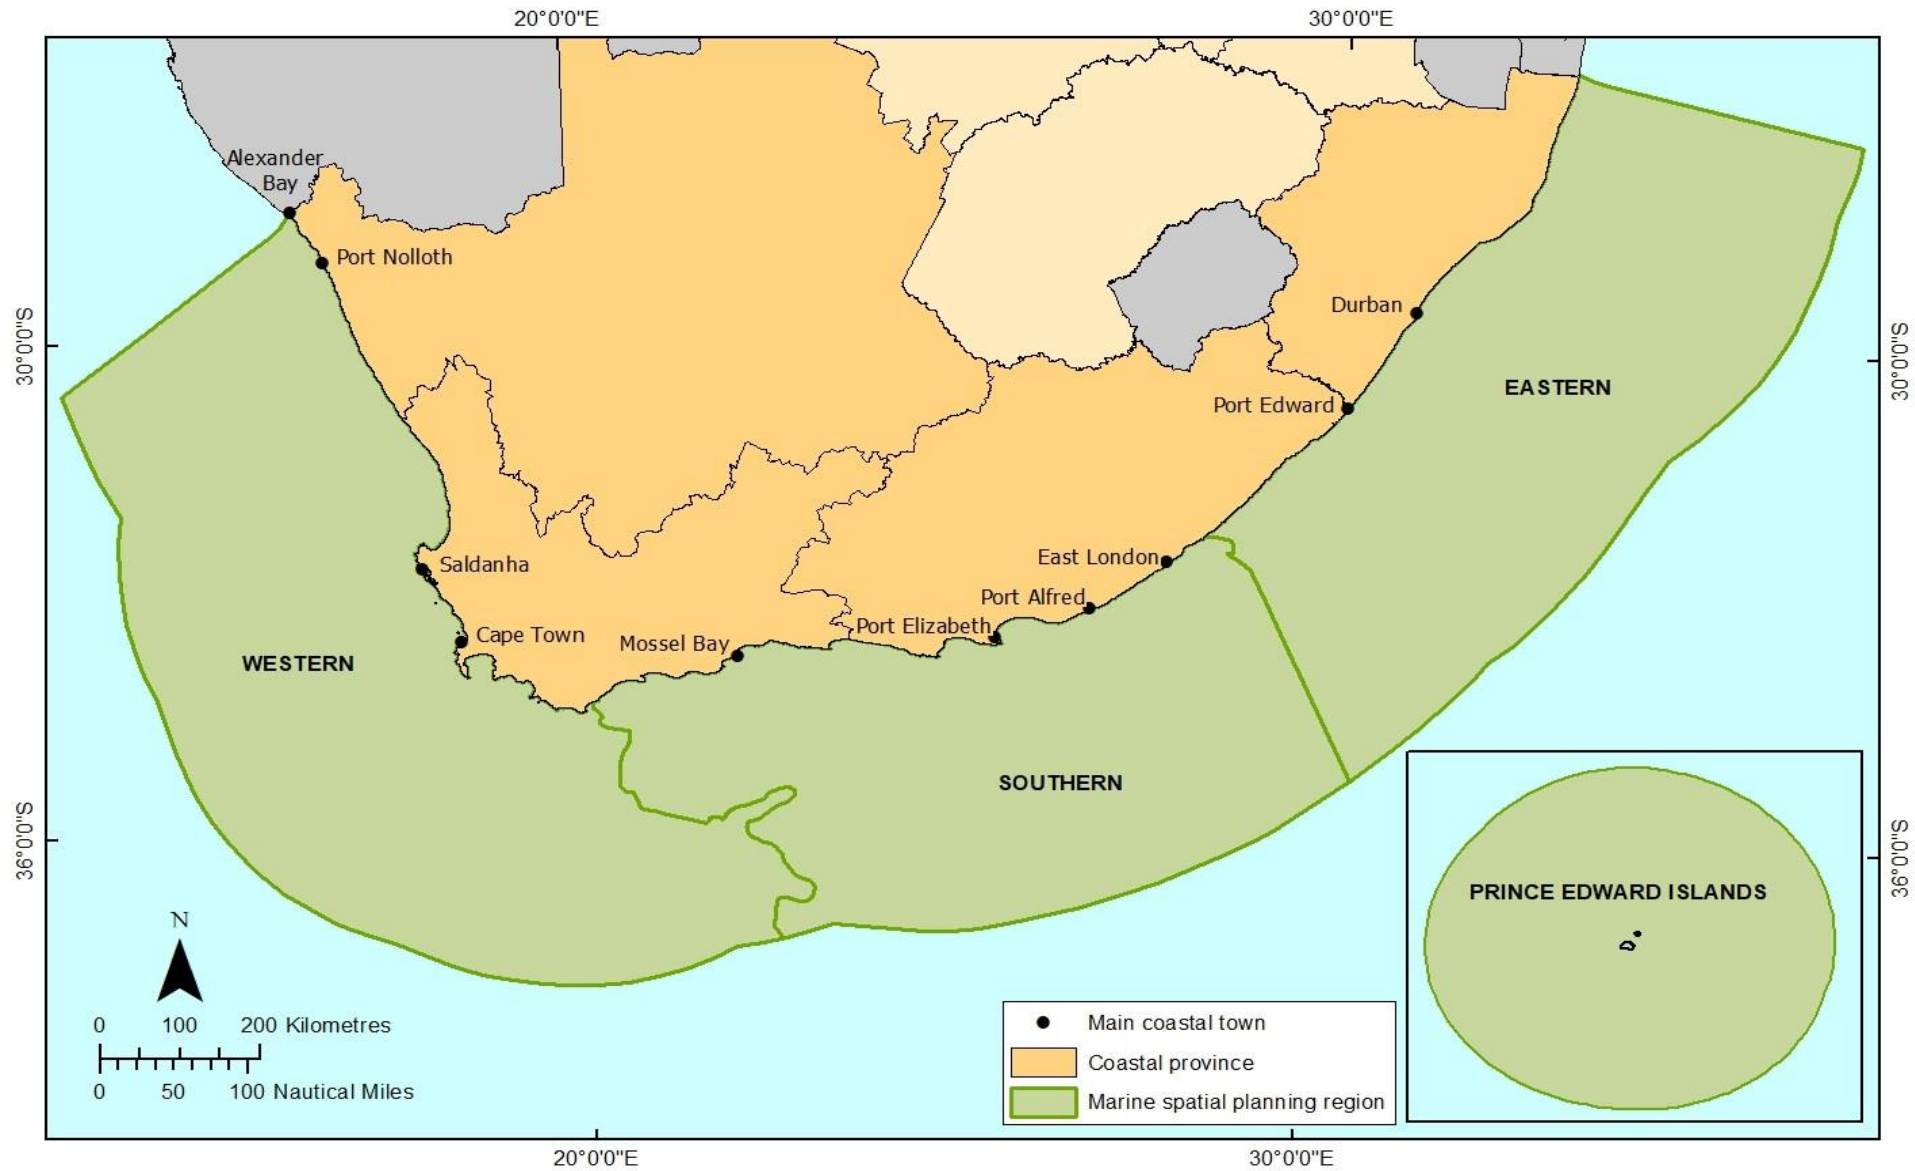 20°0'0"E
30°0'0"E
Alexander
Bay
Port Nolloth
Durban
30°0'0"S
30°0'0"S
EASTERN
Port Edward
East London
Saldanha
Port Alfred
Port Elizabeth
Cape Town
Mossel Bay
WESTERN
SOUTHERN
36°0'0"S
36°0'0"S
PRINCE EDWARD ISLANDS
N
0 100 200 Kilometres
0 50 100 Nautical Miles
Main coastal town
Coastal province
Marine spatial planning region
20°0'0"E
30°0'0"E